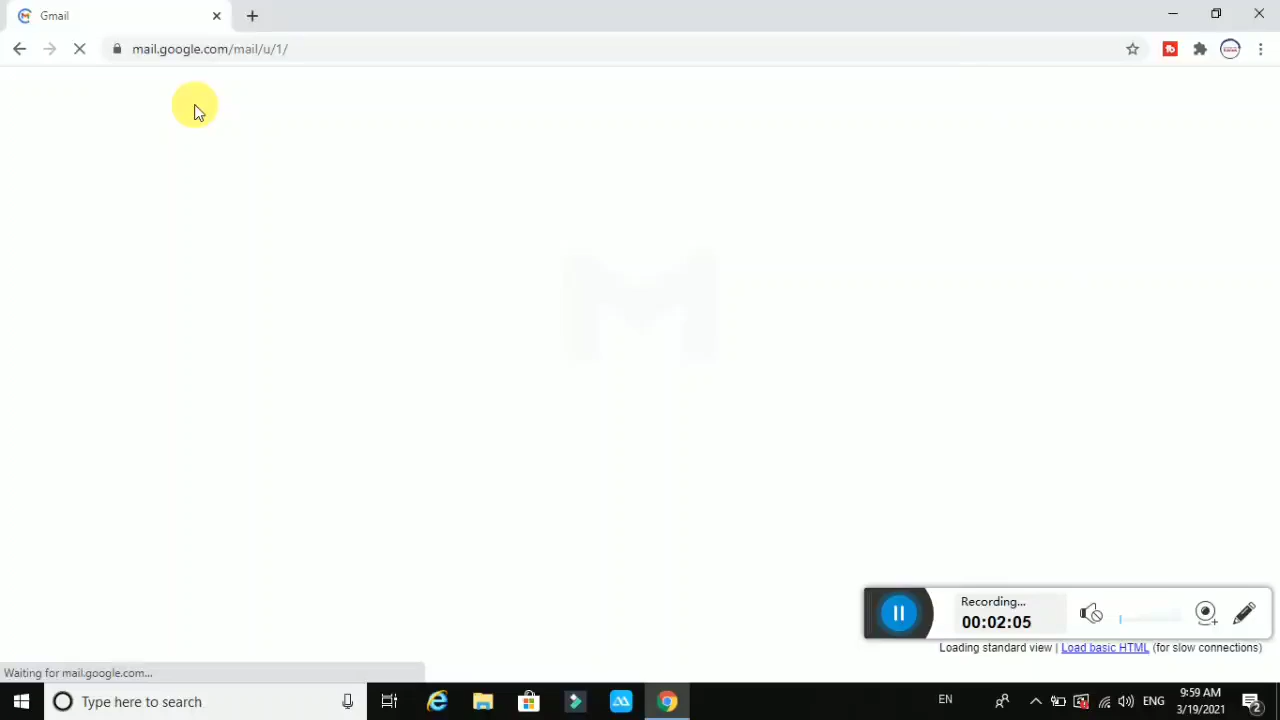 Gmail
mail.google.com/mail/u/1/
Recording...
00:02:05
Loading standard view | Load basic HTML (for slow connections)
Waiting for mail.google.com...
Type here to search
EN
ENG
9:59 AM
3/19/2021
2